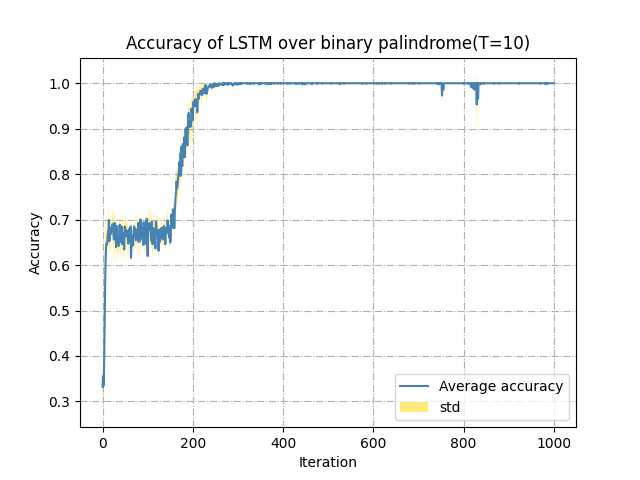 Accuracy of LSTM over binary palindrome(T=10)
Accuracy
1.0
0.9
0.8
0.7
0.6
0.5
0.4
0.3
Average accuracy
std
0 200 400 600 800 1000
Iteration